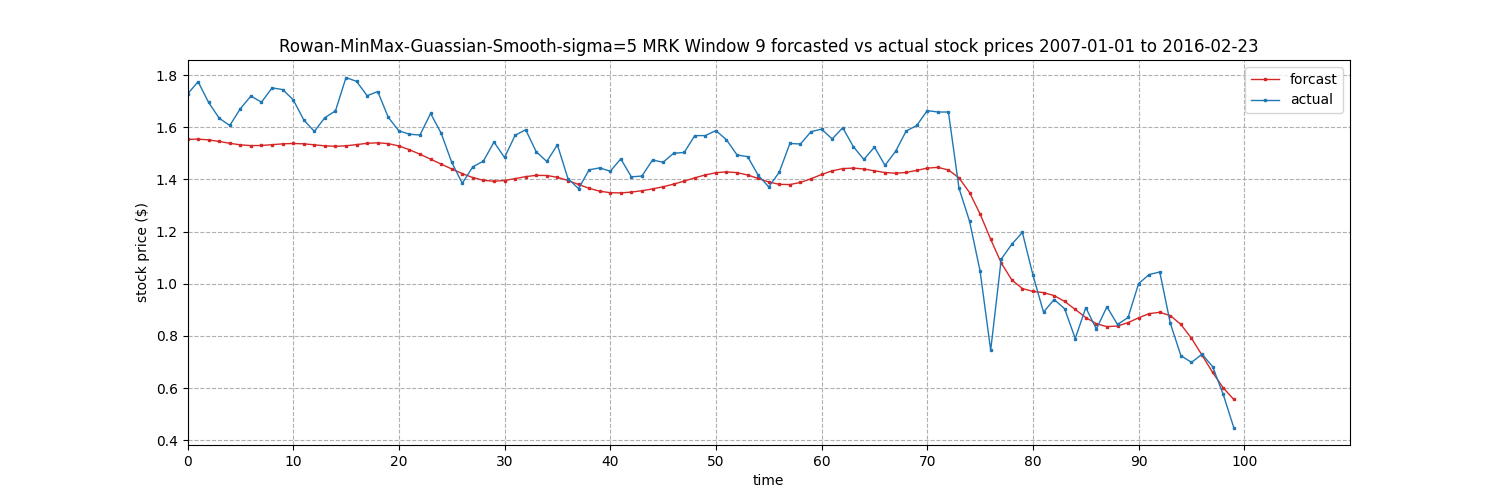 Rowan-MinMax-Guassian-Smooth-sigma=5 MRK Window 9 forcasted vs actual stock prices 2007-01-01 to 2016-02-23
forcast
actual
stock price ($)
1.8
1.6
1.4
1.2
1.0
0.8
0.6
0.4
0 10 20 30 40 50 60 70 80 90 100
time